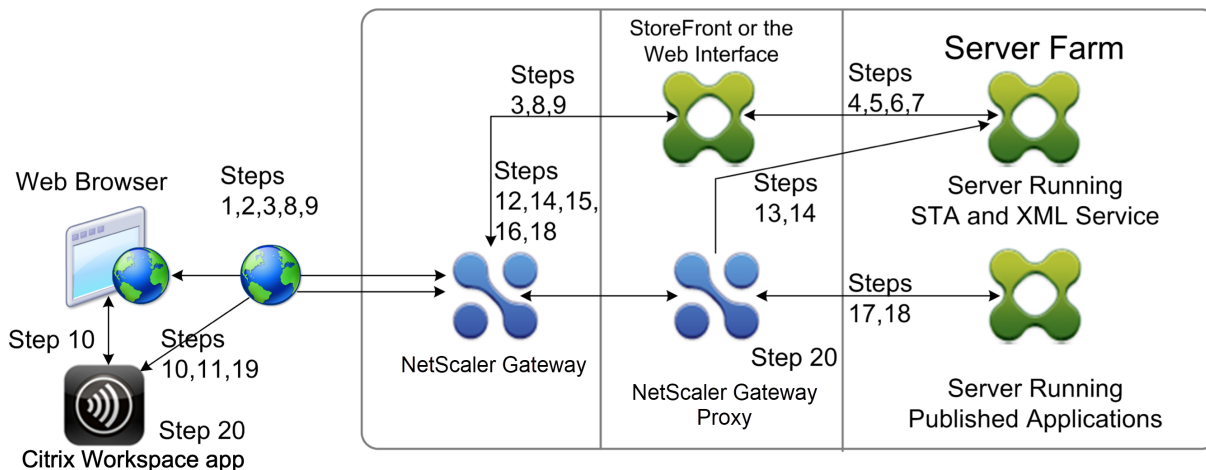 StoreFront or the
Web Interface
Server Farm
Steps
3,8,9
Steps
4,5,6,7
Web Browser
Steps
1,2,3,8,9
Steps
12,14,15,
16,18
Steps
13,14
Server Running
STA and XML Service
Step 10
Steps
10,11,19
NetScaler Gateway
Step 20
NetScaler Gateway
Proxy
Steps
17,18
Server Running
Published Applications
Step 20
Citrix Workspace app